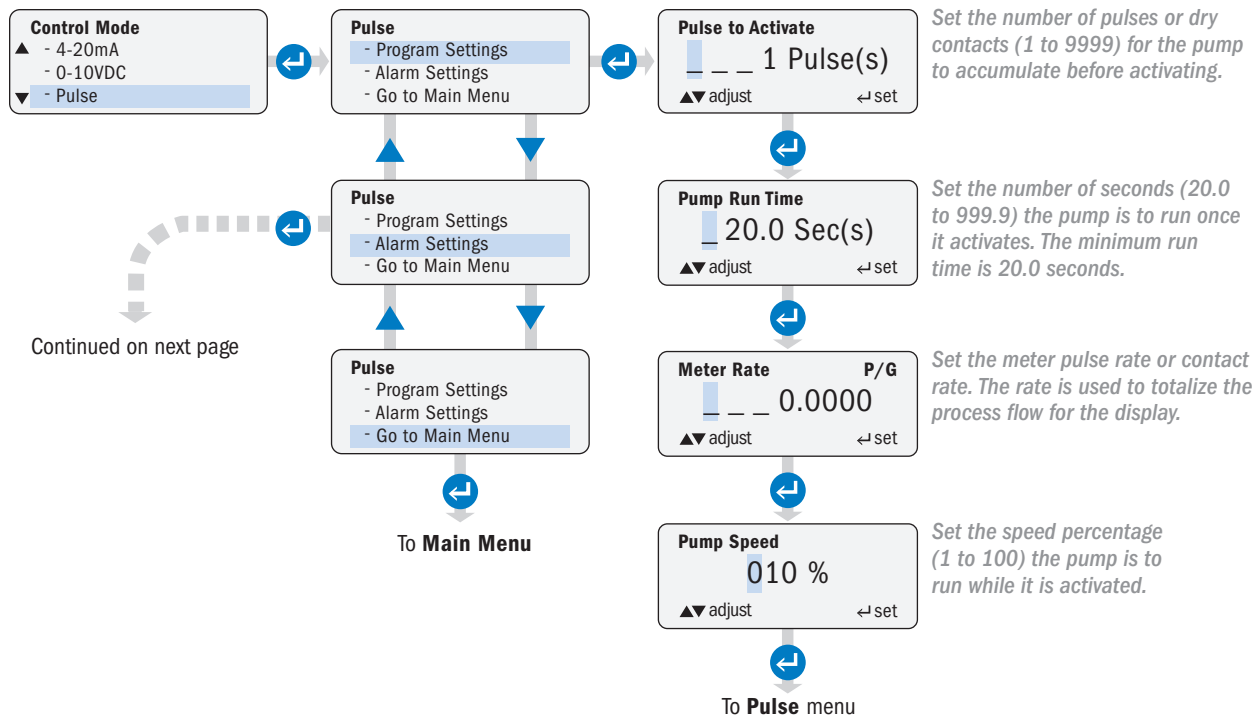 Control Mode
▲ - 4-20mA
- 0-10VDC
▼ - Pulse
Pulse
- Program Settings
- Alarm Settings
- Go to Main Menu
Pulse to Activate
_ _ _ 1 Pulse(s)
▲▼ adjust ↵ set
Set the number of pulses or dry
contacts (1 to 9999) for the pump
to accumulate before activating.
Pulse
- Program Settings
- Alarm Settings
- Go to Main Menu
Pump Run Time
_ 20.0 Sec(s)
▲▼ adjust ↵ set
Set the number of seconds (20.0
to 999.9) the pump is to run once
it activates. The minimum run
time is 20.0 seconds.
Continued on next page
Pulse
- Program Settings
- Alarm Settings
- Go to Main Menu
To Main Menu
Meter Rate P/G
_ _ _ 0.0000
▲▼ adjust ↵ set
Set the meter pulse rate or contact
rate. The rate is used to totalize the
process flow for the display.
Pump Speed
010 %
▲▼ adjust ↵ set
Set the speed percentage
(1 to 100) the pump is to
run while it is activated.
To Pulse menu